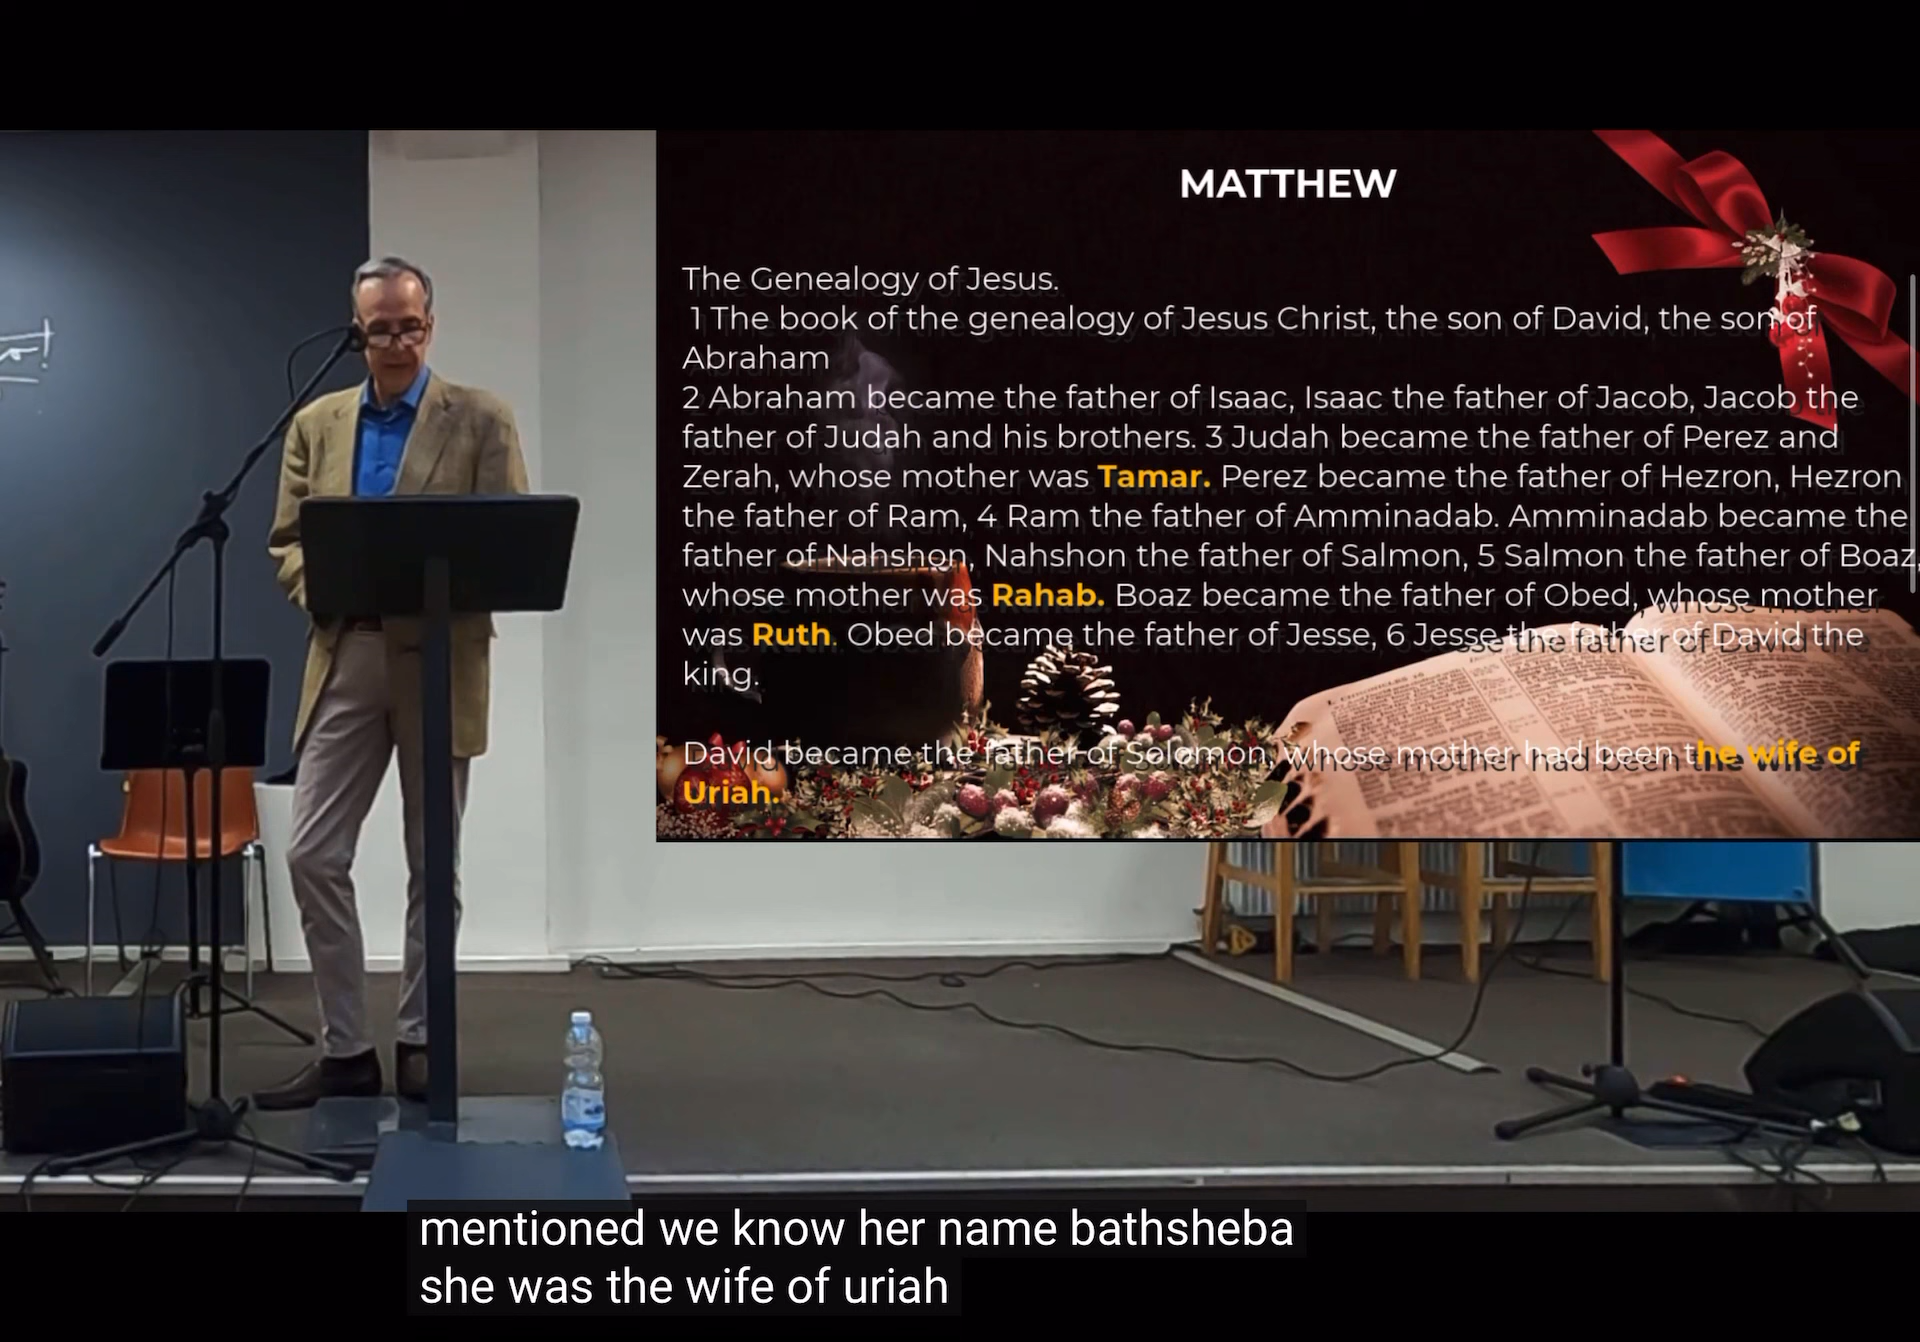 MATTHEW
The Genealogy of Jesus.
1 The book of the genealogy of Jesus Christ, the son of David, the son of
Abraham
2 Abraham became the father of Isaac, Isaac the father of Jacob, Jacob the
father of Judah and his brothers. 3 Judah became the father of Perez and
Zerah, whose mother was Tamar. Perez became the father of Hezron, Hezron
the father of Ram, 4 Ram the father of Amminadab. Amminadab became the
father of Nahshon, Nahshon the father of Salmon, 5 Salmon the father of Boaz,
whose mother was Rahab. Boaz became the father of Obed, whose mother
was Ruth. Obed became the father of Jesse, 6 Jesse the father of David the
king.
David became the father of Solomon, whose mother had been the wife of
Uriah.
mentioned we know her name bathsheba
she was the wife of uriah